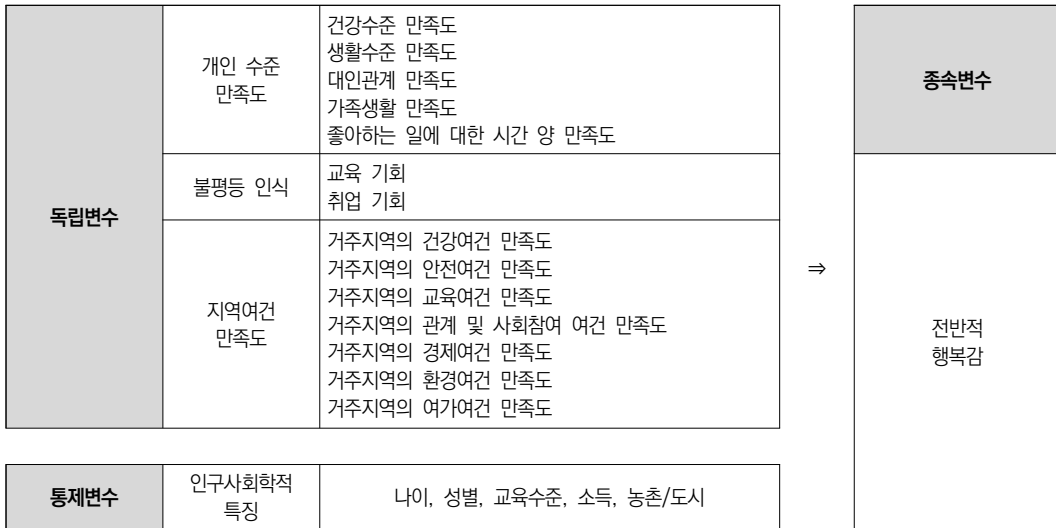 독립변수
개인 수준
만족도
건강수준 만족도
생활수준 만족도
대인관계 만족도
가족생활 만족도
좋아하는 일에 대한 시간 양 만족도
불평등 인식
교육 기회
취업 기회
지역여건
만족도
거주지역의 건강여건 만족도
거주지역의 안전여건 만족도
거주지역의 교육여건 만족도
거주지역의 관계 및 사회참여 여건 만족도
거주지역의 경제여건 만족도
거주지역의 환경여건 만족도
거주지역의 여가여건 만족도
⇒
종속변수
전반적
행복감
통제변수
인구사회학적
특징
나이, 성별, 교육수준, 소득, 농촌/도시